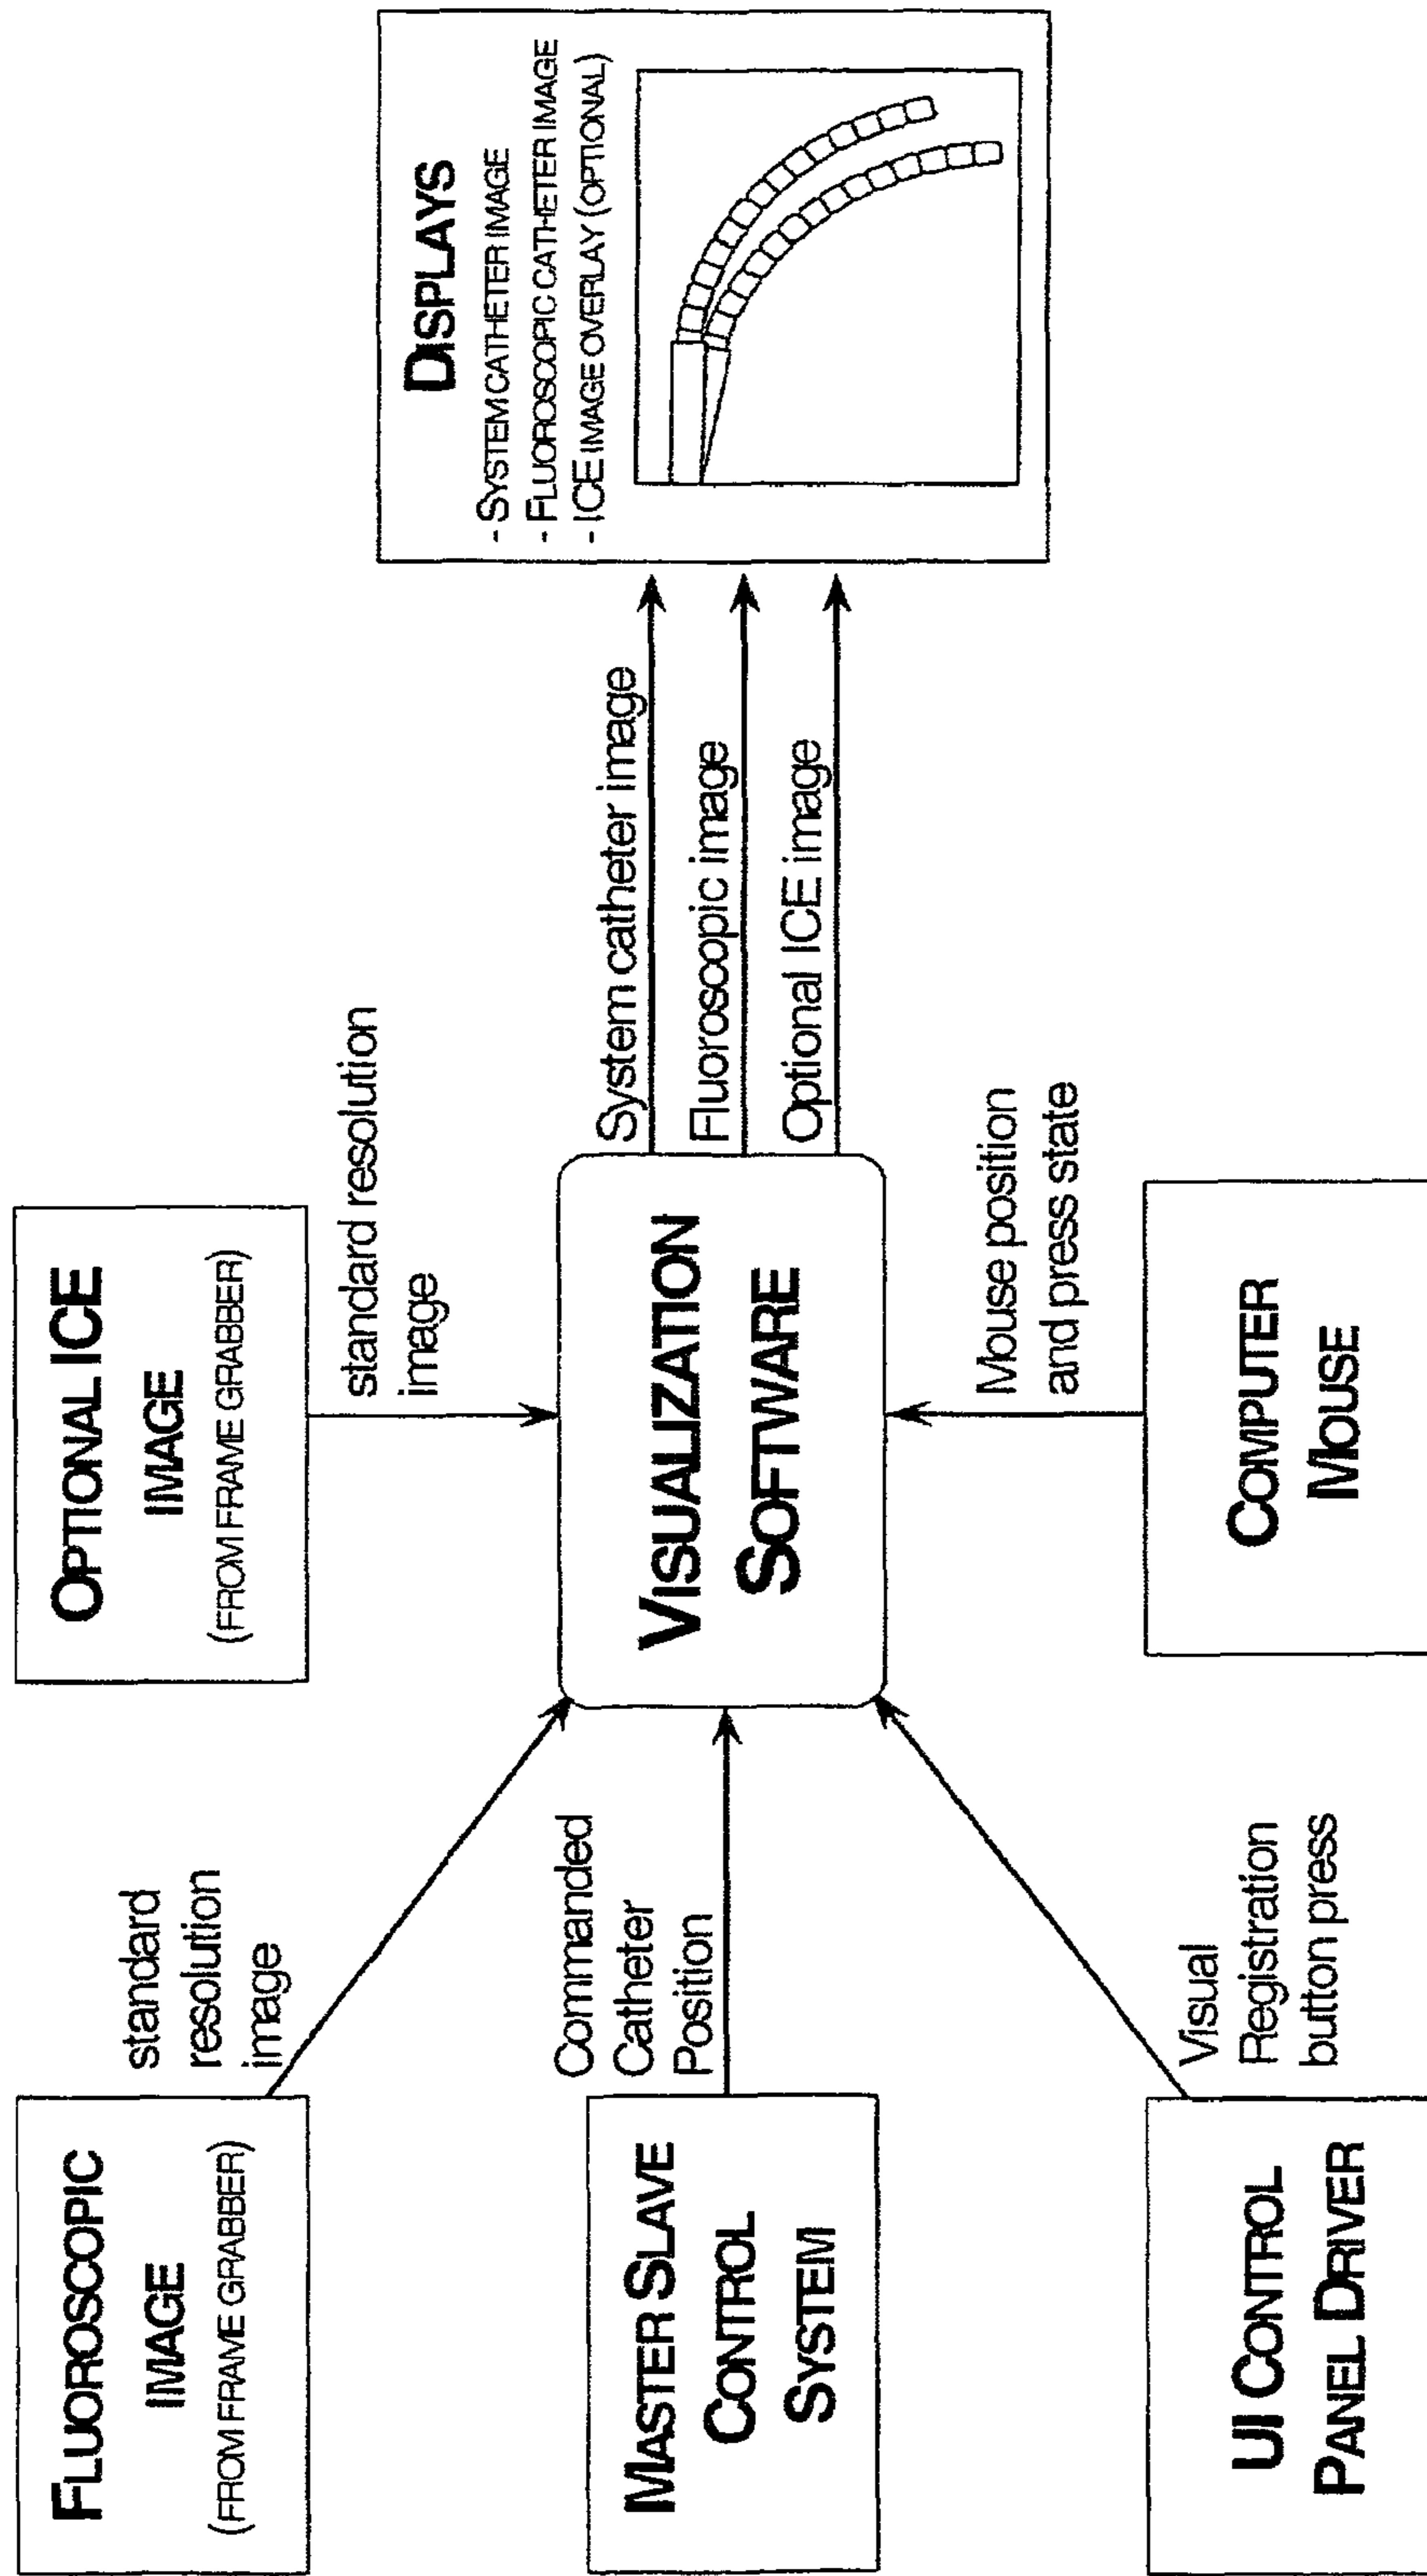 FLUOROSCOPIC
IMAGE
(FROM FRAME GRABBER)
standard
resolution
image
OPTIONAL ICE
IMAGE
(FROM FRAME GRABBER)
standard resolution
image
MASTER SLAVE
CONTROL
SYSTEM
Commanded
Catheter
Position
VISUALIZATION
SOFTWARE
UI CONTROL
PANEL DRIVER
Visual
Registration
button press
COMPUTER
MOUSE
Mouse position
and press state
System catheter image
Fluoroscopic image
Optional ICE image
DISPLAYS
- SYSTEM CATHETER IMAGE
- FLUOROSCOPIC CATHETER IMAGE
- ICE IMAGE OVERLAY (OPTIONAL)